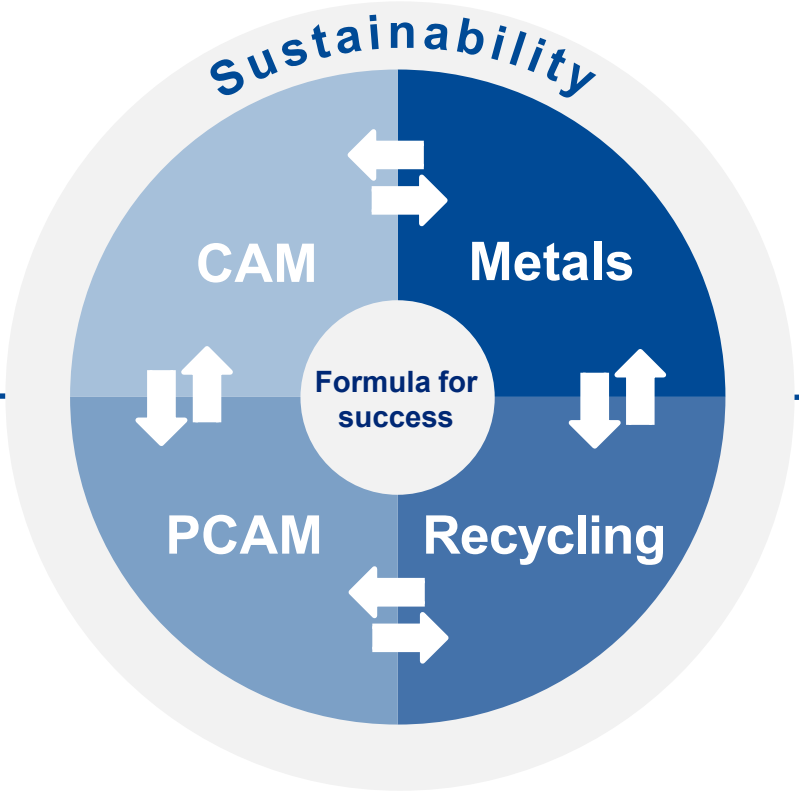 Sustainability
CAM
Metals
Formula for
success
PCAM
Recycling